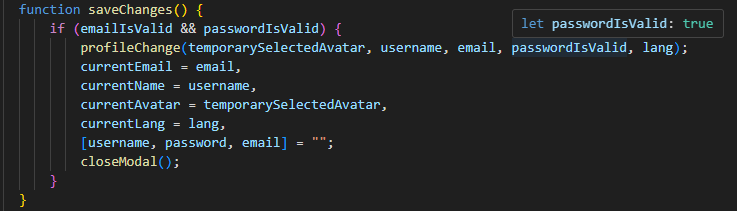 function saveChanges() {
let passwordIsValid: true
if (emailIsValid && passwordIsValid) {
profileChange(temporarySelectedAvatar, username, email, passwordIsValid, lang);
currentEmail = email,
currentName = username,
currentAvatar = temporarySelectedAvatar,
currentLang = lang,
[username, password, email] = "";
closeModal();
}
}